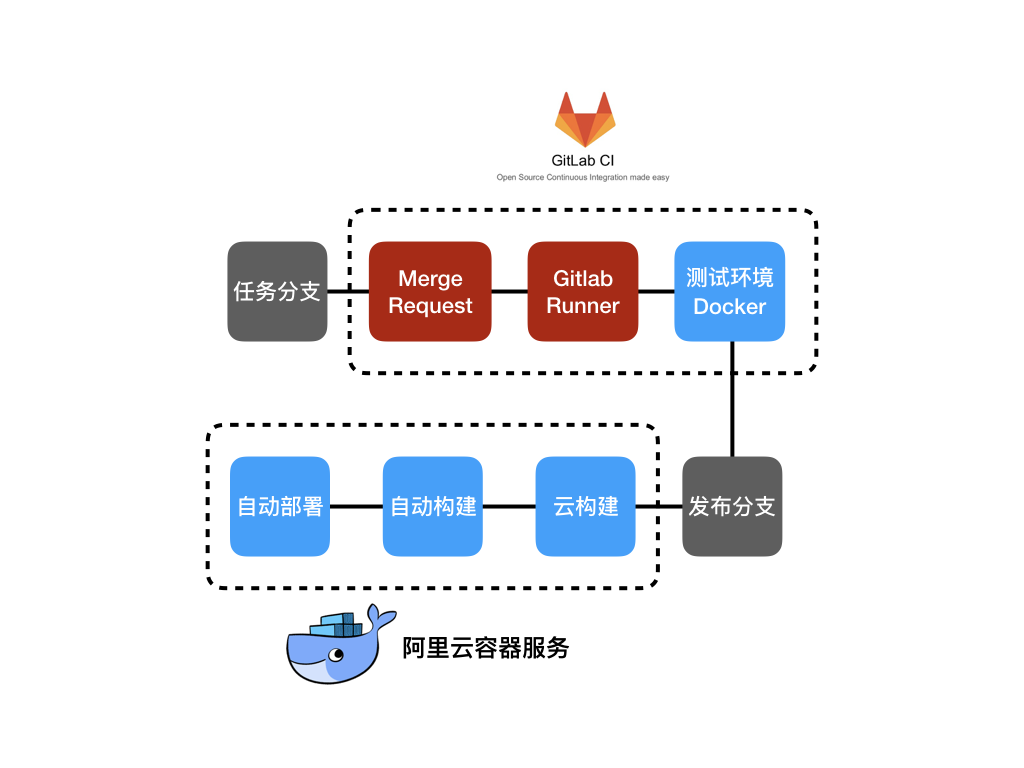 GitLab CI
Open Source Continuous Integration made easy
任务分支
Merge
Request
Gitlab
Runner
测试环境
Docker
自动部署
自动构建
云构建
发布分支
阿里云容器服务